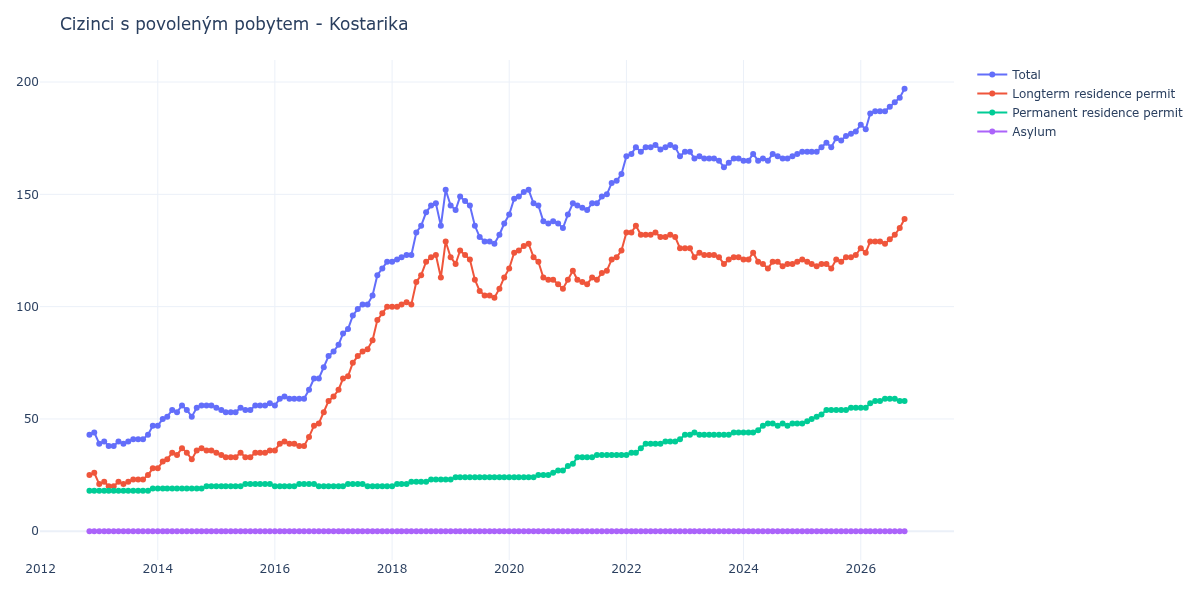 Cizinci s povoleným pobytem - Kostarika
Total
Longterm residence permit
Permanent residence permit
Asylum
200
150
100
50
0
2012
2014
2016
2018
2020
2022
2024
2026